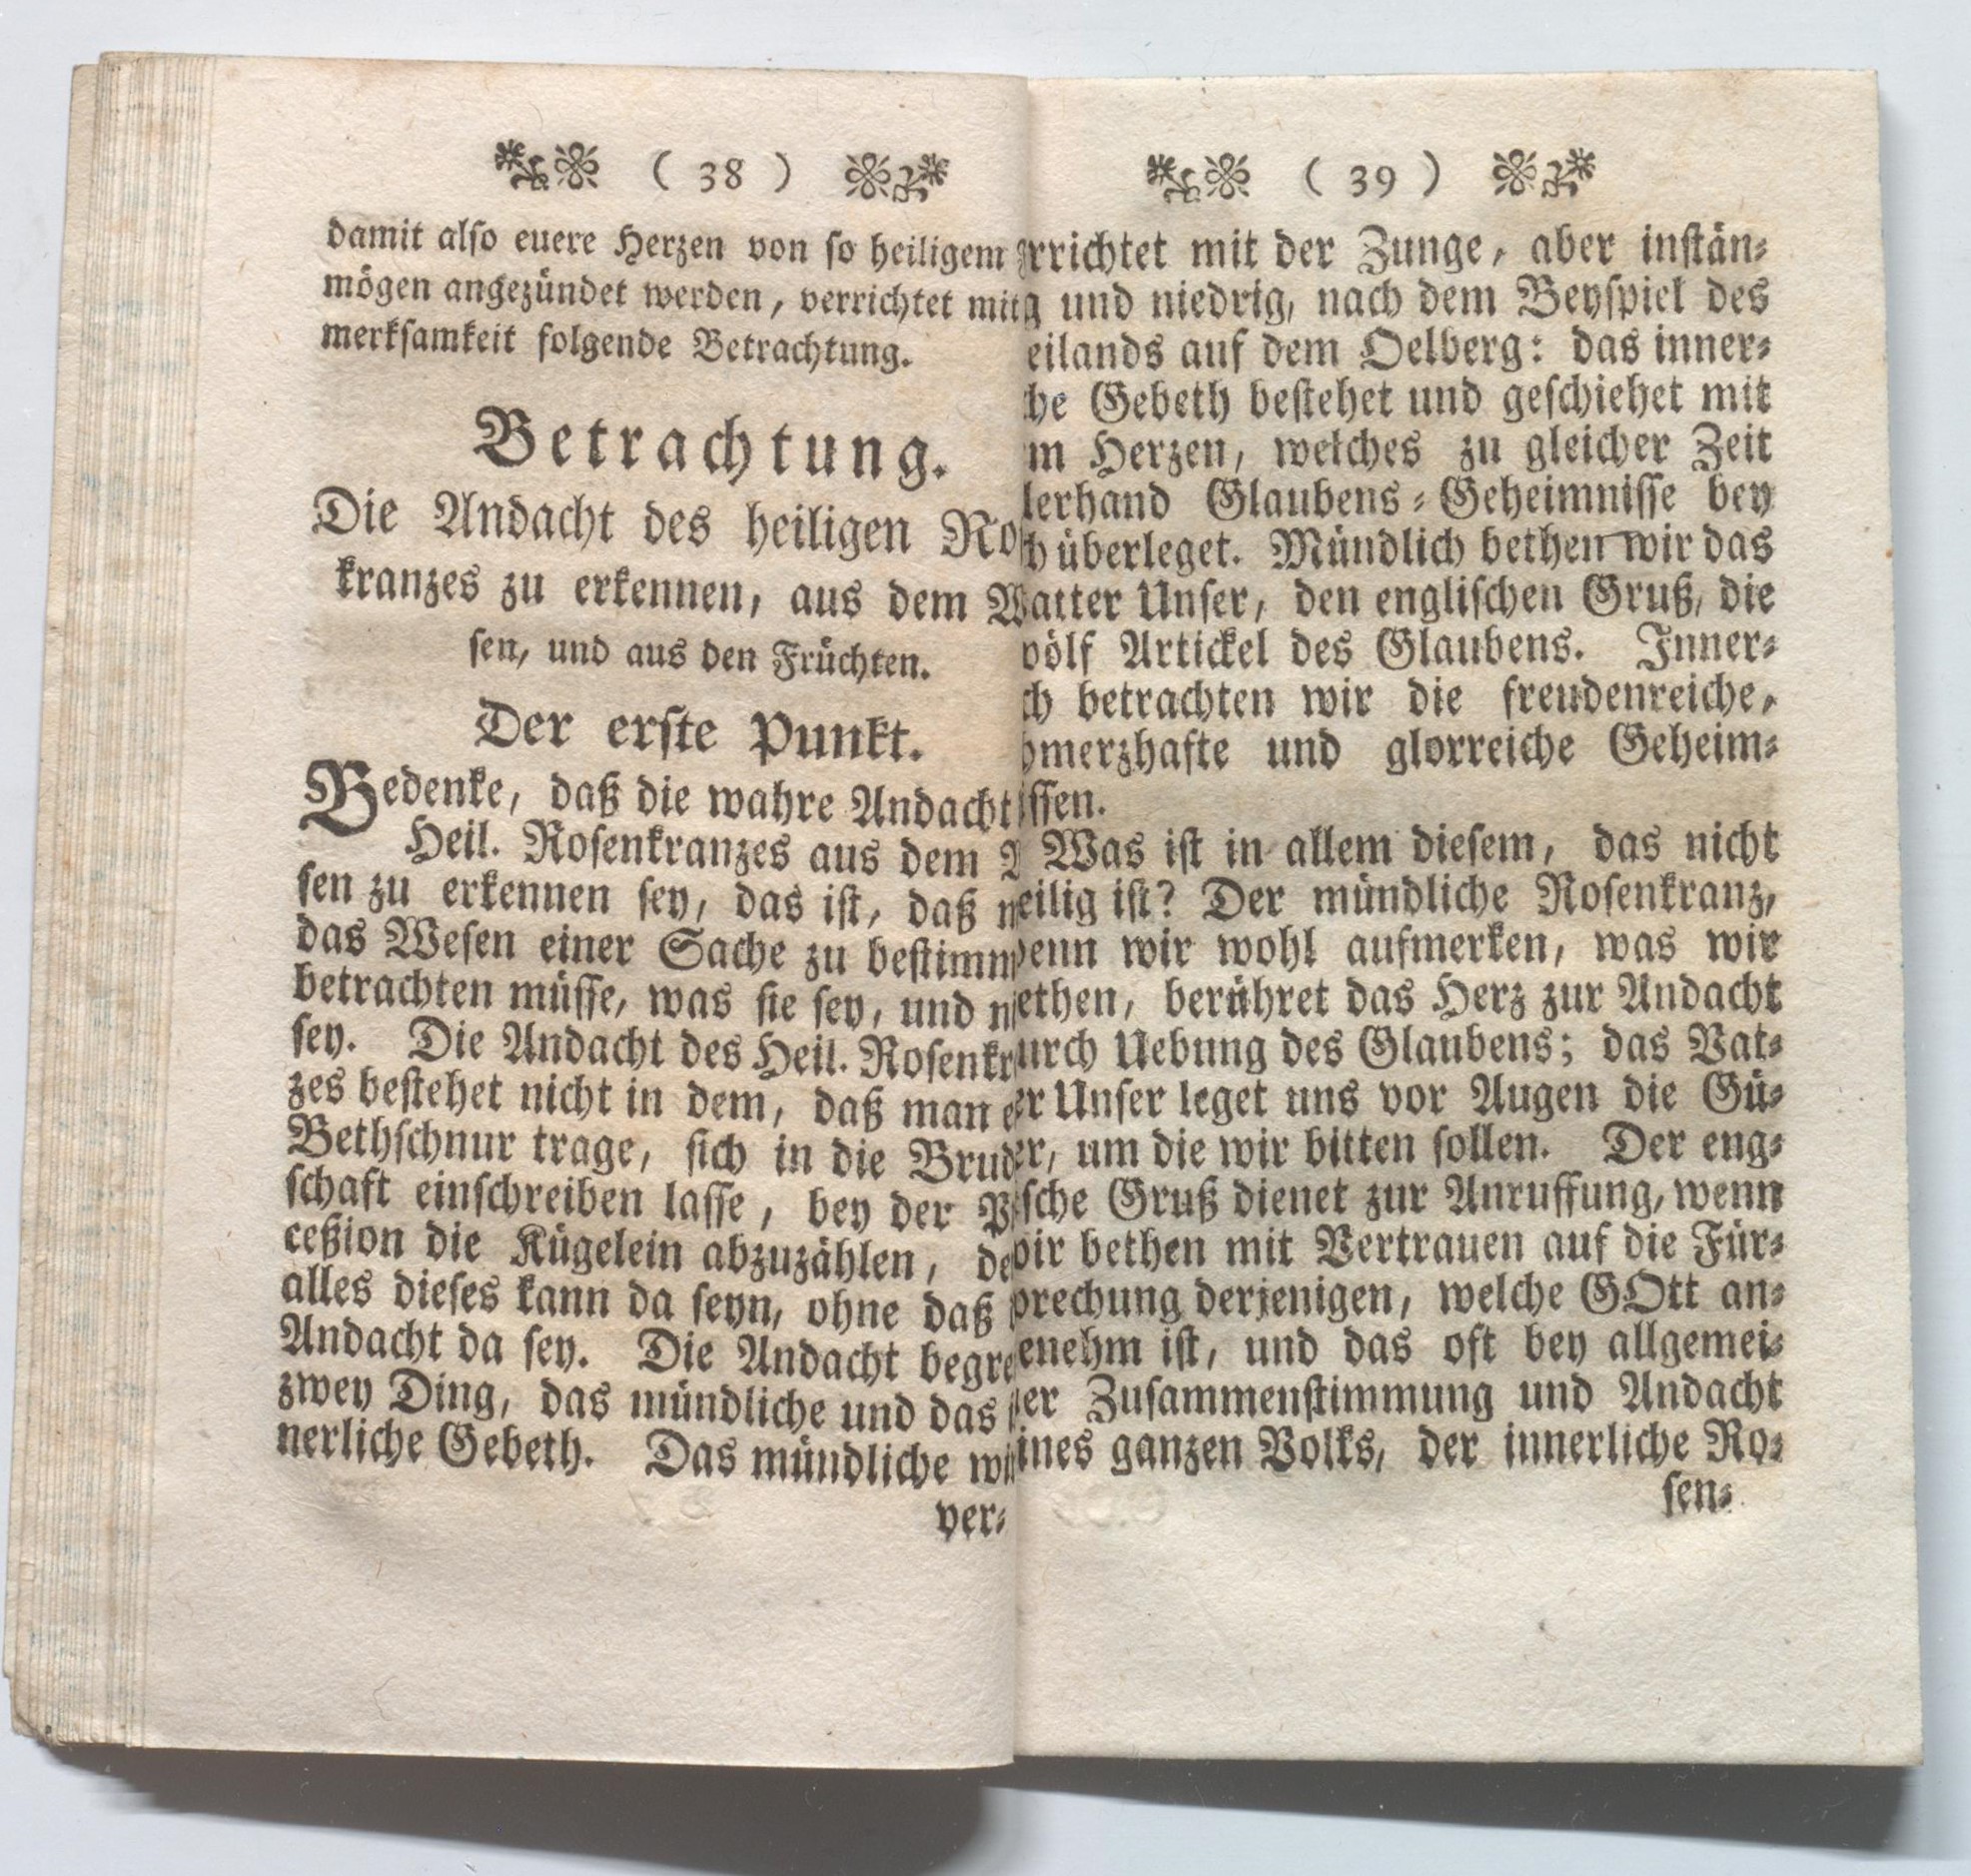 ( 38 )
damit also euere Herzen von so heiligem
mögen angezündet werden, verrichtet mit
merksamkeit folgende Betrachtung.
Betrachtung.
Die Andacht des heiligen Ro
kranzes zu erkennen, aus dem W
sen, und aus den Früchten.
Der erste Punkt.
Bedenke, daß die wahre Andacht
Heil. Rosenkranzes aus dem
sen zu erkennen sey, das ist, daß
das Wesen einer Sache zu bestimm
betrachten müsse, was sie sey, und
sey. Die Andacht des Heil. Rosenkr
zes bestehet nicht in dem, daß man e
Bethschnur trage, sich in die Brud
schaft einschreiben lasse, bey der P
ceßion die Kügelein abzuzählen, de
alles dieses kann da seyn, ohne daß
Andacht da sey. Die Andacht begre
zwey Ding, das mündliche und das
nerliche Gebeth. Das mündliche wi
ver⸗
( 39 )
rrichtet mit der Zunge, aber instän⸗
g und niedrig, nach dem Beyspiel des
eilands auf dem Oelberg: das inner⸗
he Gebeth bestehet und geschiehet mit
m Herzen, welches zu gleicher Zeit
lerhand Glaubens⸗Geheimnisse bey
h überleget. Mündlich bethen wir das
atter Unser, den englischen Gruß, die
völf Artickel des Glaubens. Inner⸗
ch betrachten wir die freudenreiche,
hmerzhafte und glorreiche Geheim⸗
issen.
Was ist in allem diesem, das nicht
eilig ist? Der mündliche Rosenkranz,
enn wir wohl aufmerken, was wir
ethen, berühret das Herz zur Andacht
urch Uebung des Glaubens; das Vat⸗
er Unser leget uns vor Augen die Gü⸗
er, um die wir bitten sollen. Der eng⸗
ische Gruß dienet zur Anruffung, wenn
wir bethen mit Vertrauen auf die Für⸗
prechung derjenigen, welche GOtt an⸗
enehm ist, und das oft bey allgemei⸗
er Zusammenstimmung und Andacht
ines ganzen Volks, der innerliche Ro⸗
sen⸗